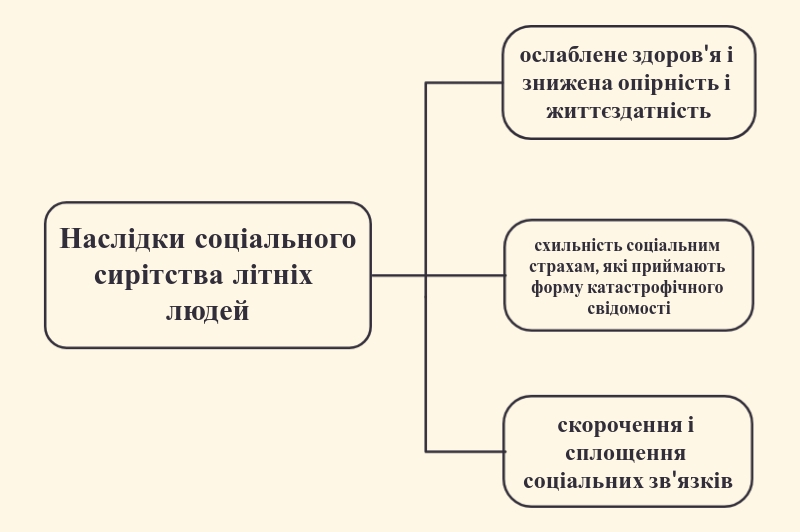 Наслідки соціального
сирітства літніх
людей
ослаблене здоров'я і
знижена опірність і
життєздатність
схильність соціальним
страхам, які приймають
форму катастрофічного
свідомості
скорочення і
сплощення
соціальних зв'язків